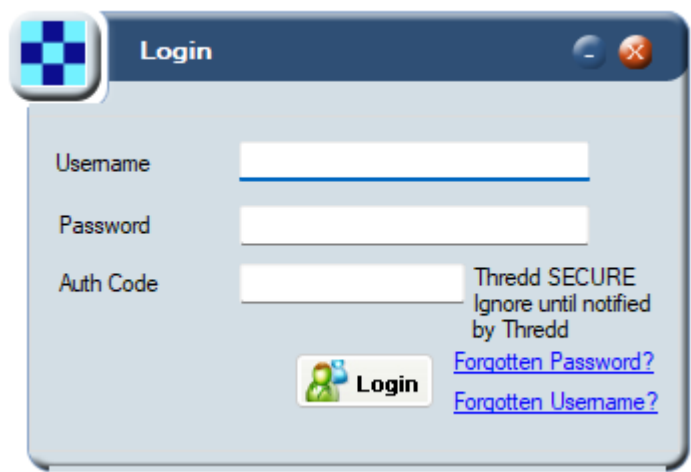 Login
Username
Password
Auth Code
Thredd SECURE
Ignore until notified
by Thredd
Login
Forgotten Password?
Forgotten Username?